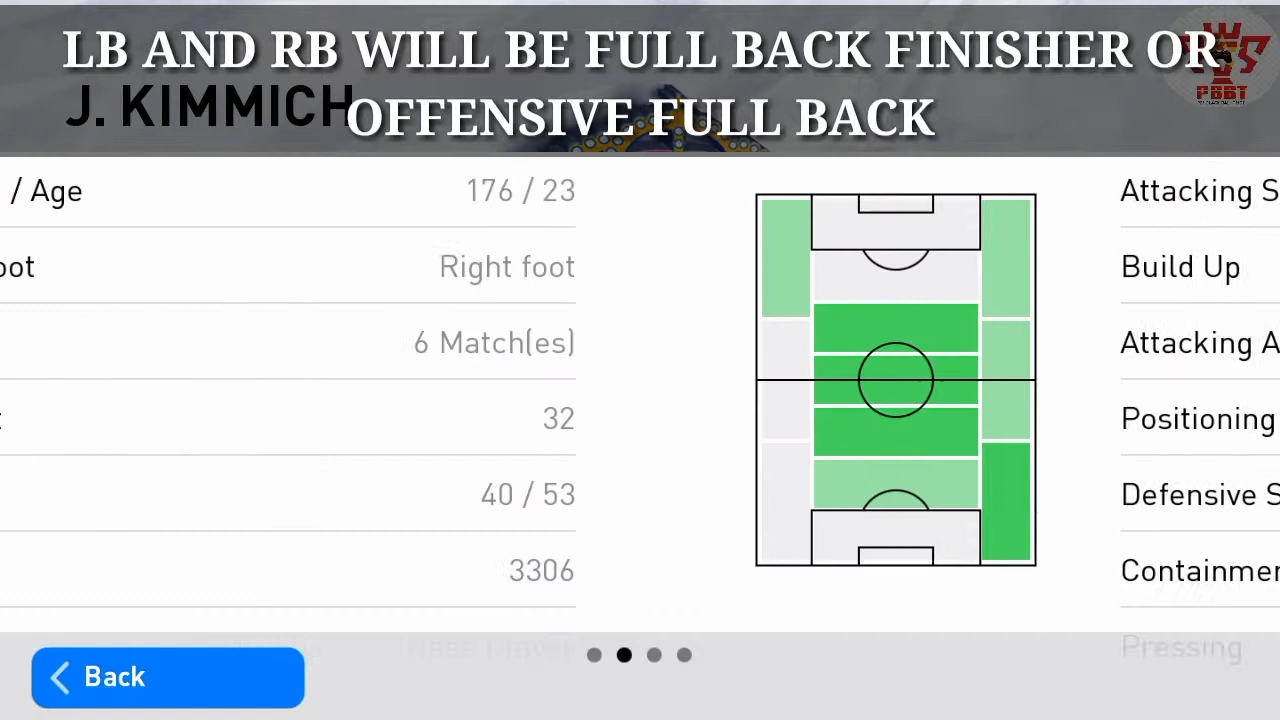 LB AND RB WILL BE FULL BACK FINISHER OR
OFFENSIVE FULL BACK
J. KIMMICH
/ Age 176 / 23 Attacking S
oot Right foot Build Up
6 Match(es) Attacking A
32 Positioning
40 / 53 Defensive S
3306 Containmen
Pressing
Back